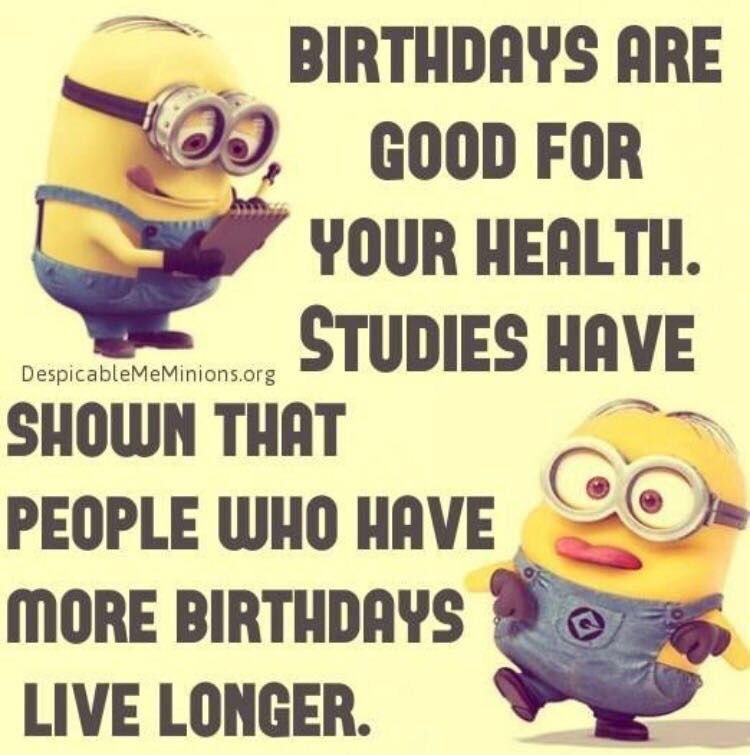 BIRTHDAYS ARE
GOOD FOR
YOUR HEALTH.
STUDIES HAVE
DespicableMeMinions.org
SHOWN THAT
PEOPLE WHO HAVE
MORE BIRTHDAYS
LIVE LONGER.